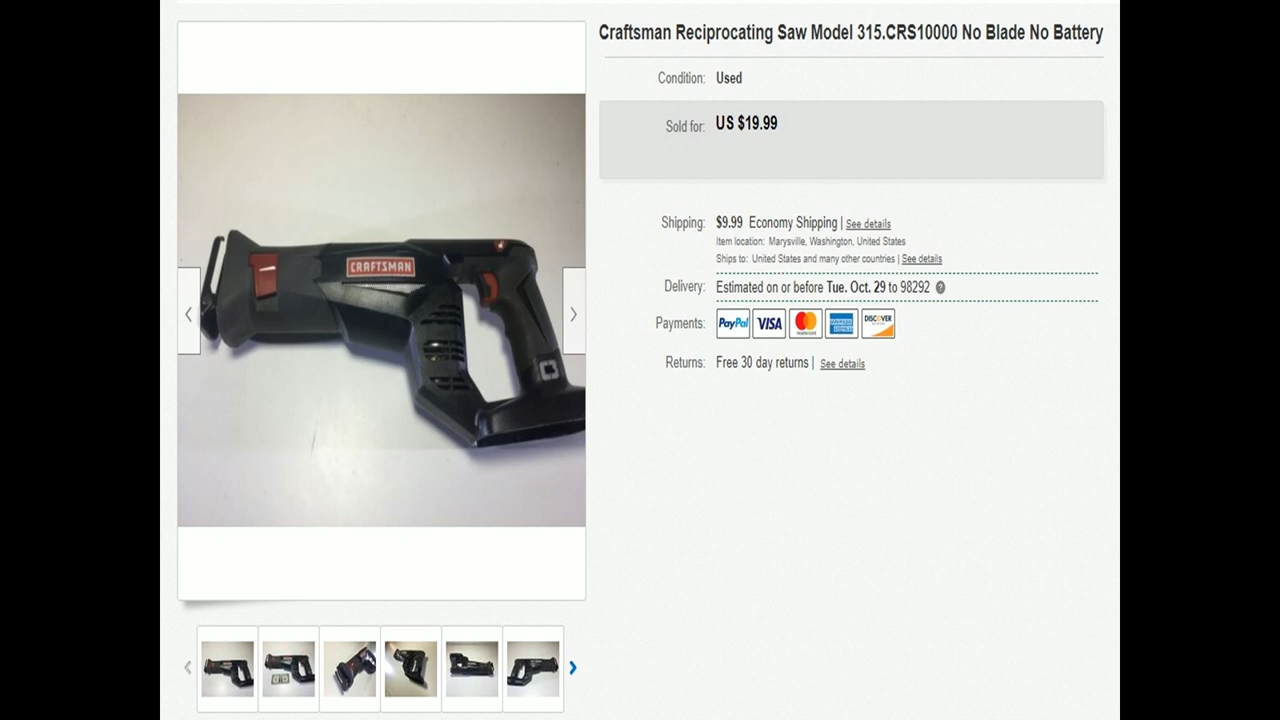 Craftsman Reciprocating Saw Model 315.CRS10000 No Blade No Battery
Condition: Used
Sold for: US $19.99
Shipping: $9.99 Economy Shipping | See details
Item location: Marysville, Washington, United States
Ships to: United States and many other countries | See details
Delivery: Estimated on or before Tue. Oct. 29 to 98292
Payments: PayPal VISA mastercard AMERICAN EXPRESS DISCOVER
Returns: Free 30 day returns | See details
CRAFTSMAN